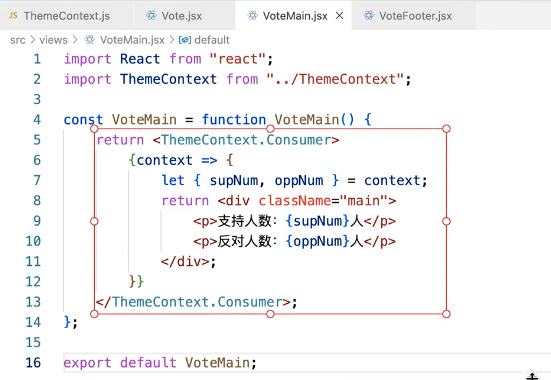 JS ThemeContext.js Vote.jsx VoteMain.jsx × VoteFooter.jsx
src > views > VoteMain.jsx > default
1 import React from "react";
2 import ThemeContext from "../ThemeContext";
3
4 const VoteMain = function VoteMain() {
5 return <ThemeContext.Consumer>
6 {context => {
7 let { supNum, oppNum } = context;
8 return <div className="main">
9 <p>支持人数：{supNum}人</p>
10 <p>反对人数：{oppNum}人</p>
11 </div>;
12 }}
13 </ThemeContext.Consumer>;
14 };
15
16 export default VoteMain;